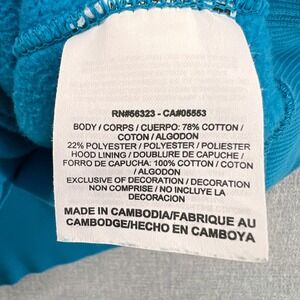 RN#56323 - CA#05553
BODY / CORPS / CUERPO: 78% COTTON /
COTON / ALGODON
22% POLYESTER / POLYESTER / POLIESTER
HOOD LINING / DOUBLURE DE CAPUCHE /
FORRO DE CAPUCHA: 100% COTTON / COTON
/ ALGODON
EXCLUSIVE OF DECORATION / DECORATION
NON COMPRISE / NO INCLUYE LA
DECORACION
MADE IN CAMBODIA/FABRIQUE AU
CAMBODGE/HECHO EN CAMBOYA